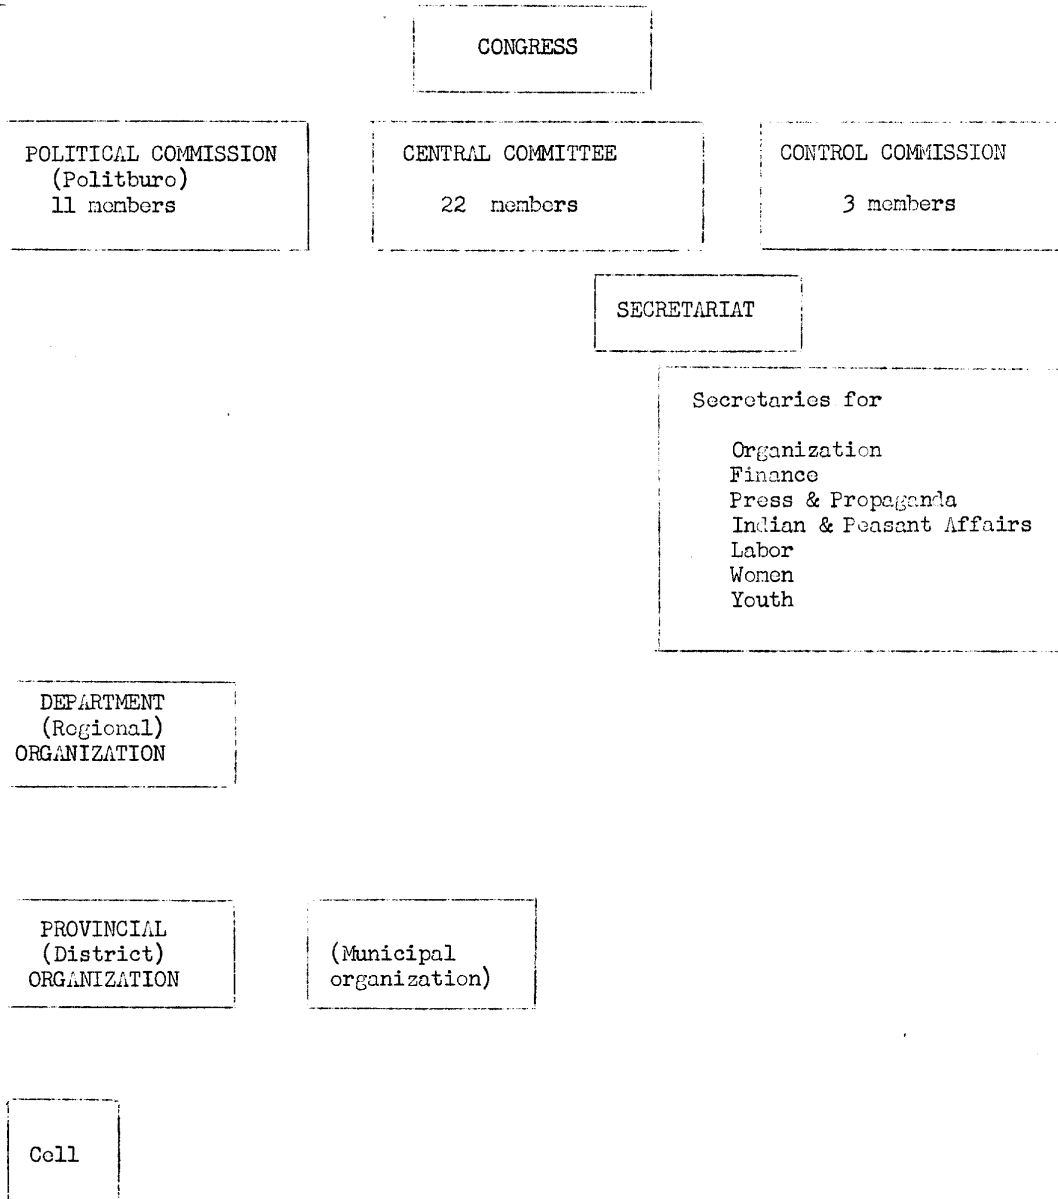 CONGRESS
POLITICAL COMMISSION
(Politburo)
11 members
CENTRAL COMMITTEE
22 members
CONTROL COMMISSION
3 members
SECRETARIAT
Secretaries for
Organization
Finance
Press & Propaganda
Indian & Peasant Affairs
Labor
Women
Youth
DEPARTMENT
(Regional)
ORGANIZATION
PROVINCIAL
(District)
ORGANIZATION
(Municipal
organization)
Cell